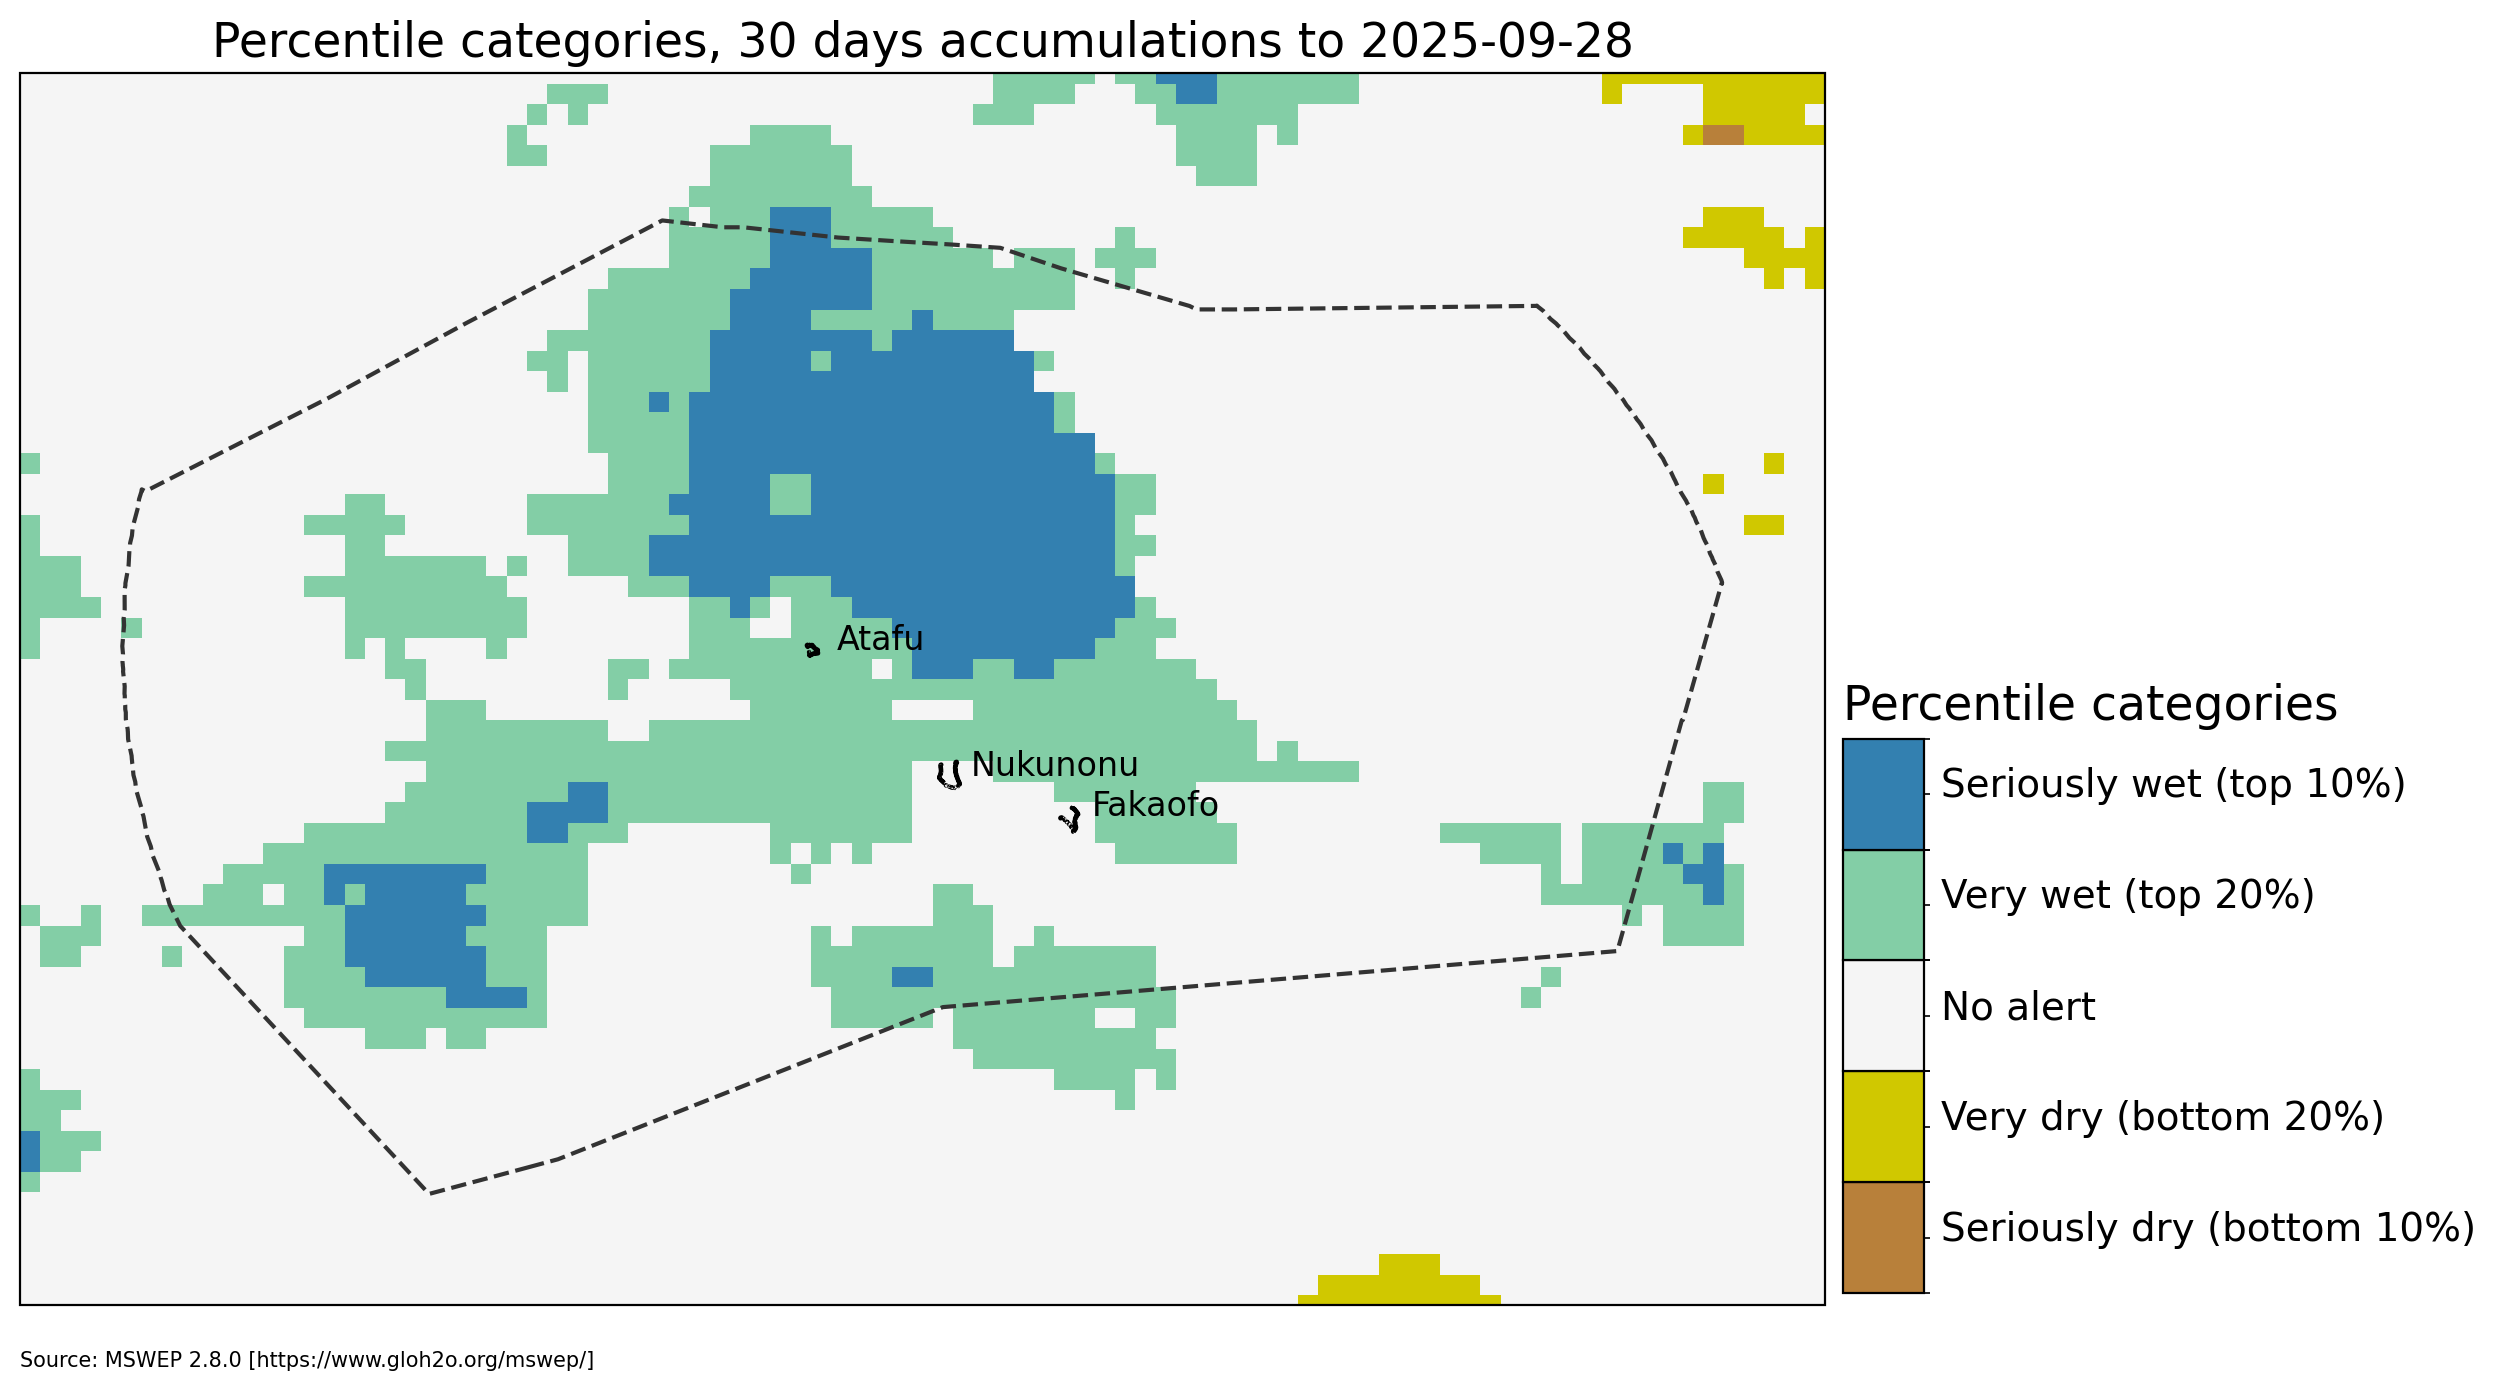 Percentile categories, 30 days accumulations to 2025-09-28
Atafu
Nukunonu
Fakaofo
Percentile categories
Seriously wet (top 10%)
Very wet (top 20%)
No alert
Very dry (bottom 20%)
Seriously dry (bottom 10%)
Source: MSWEP 2.8.0 [https://www.gloh2o.org/mswep/]